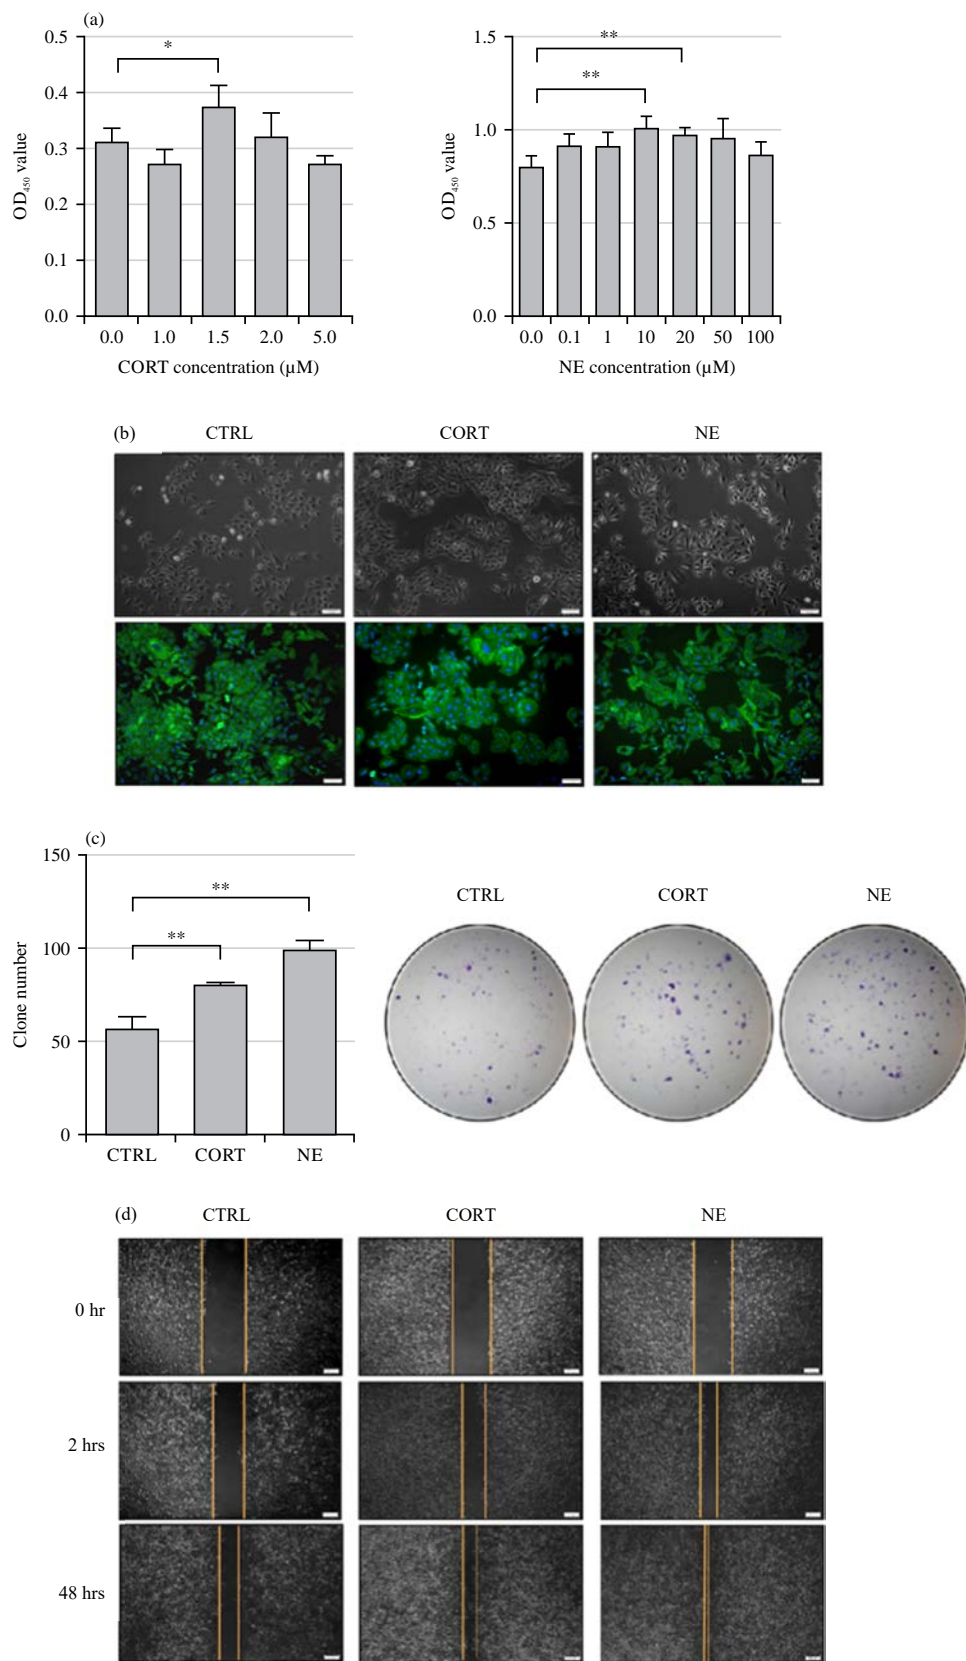 (a)
0.5
0.4
0.3
0.2
0.1
0.0
OD₄₅₀ value
*
0.0 1.0 1.5 2.0 5.0
CORT concentration (µM)
1.5
1.0
0.5
0.0
OD₄₅₀ value
**
**
0.0 0.1 1 10 20 50 100
NE concentration (µM)
(b) CTRL CORT NE
(c)
150
100
50
0
Clone number
**
**
CTRL CORT NE
CTRL CORT NE
(d) CTRL CORT NE
0 hr
2 hrs
48 hrs